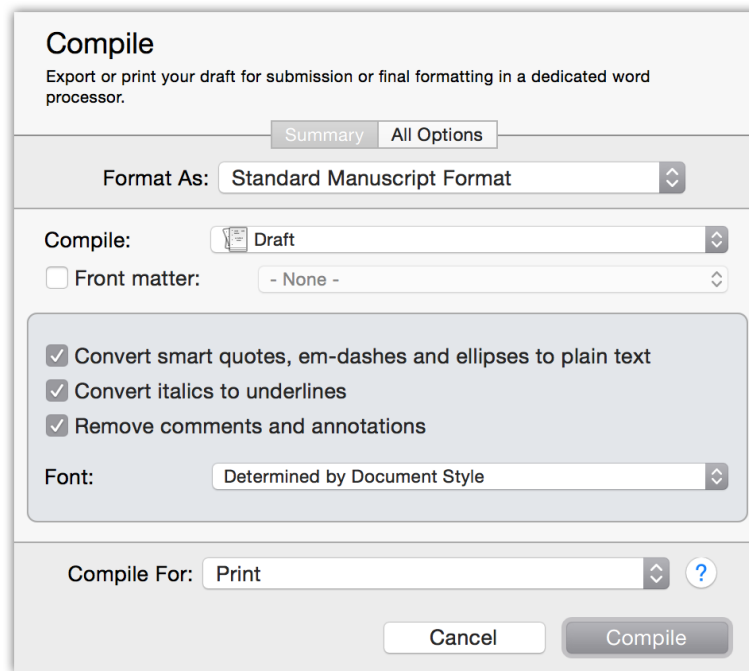 Compile
Export or print your draft for submission or final formatting in a dedicated word
processor.
Summary All Options
Format As: Standard Manuscript Format
Compile: Draft
Front matter: - None -
Convert smart quotes, em-dashes and ellipses to plain text
Convert italics to underlines
Remove comments and annotations
Font: Determined by Document Style
Compile For: Print ?
Cancel Compile